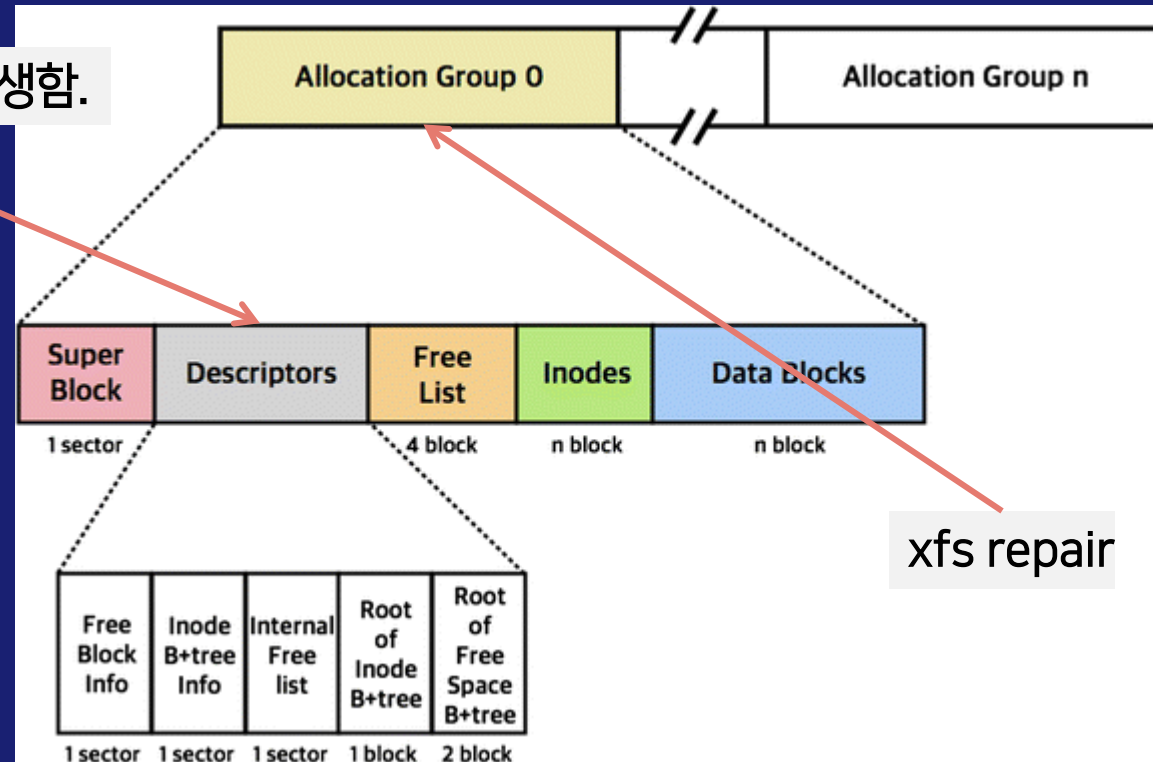 생함.
Allocation Group 0
Allocation Group n
Super
Block
Descriptors
Free
List
Inodes
Data Blocks
1 sector
4 block
n block
n block
xfs repair
Free
Block
Info
Inode
B+tree
Info
Internal
Free
list
Root
of
Inode
B+tree
Root
of
Free
Space
B+tree
1 sector
1 sector
1 sector
1 block
2 block